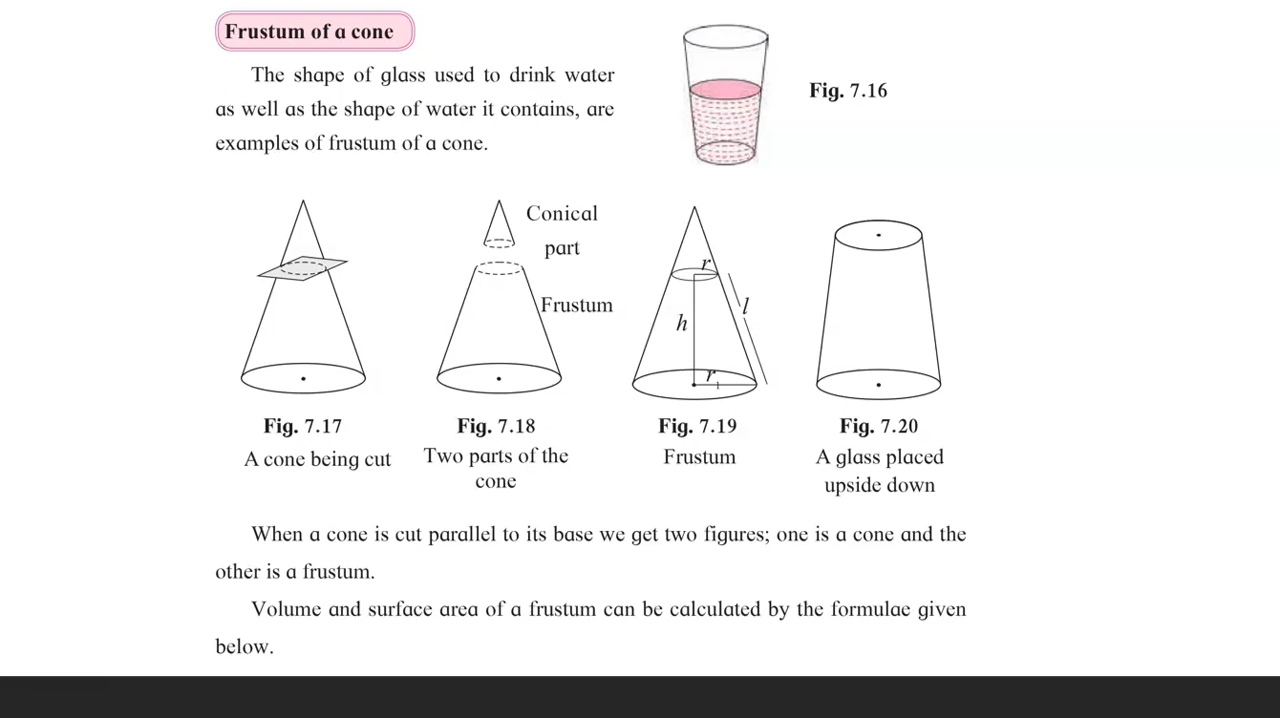 Frustum of a cone
The shape of glass used to drink water
as well as the shape of water it contains, are
examples of frustum of a cone.
Fig. 7.16
Conical
part
Frustum
r
h
l
r₁
Fig. 7.17
A cone being cut
Fig. 7.18
Two parts of the
cone
Fig. 7.19
Frustum
Fig. 7.20
A glass placed
upside down
When a cone is cut parallel to its base we get two figures; one is a cone and the
other is a frustum.
Volume and surface area of a frustum can be calculated by the formulae given
below.